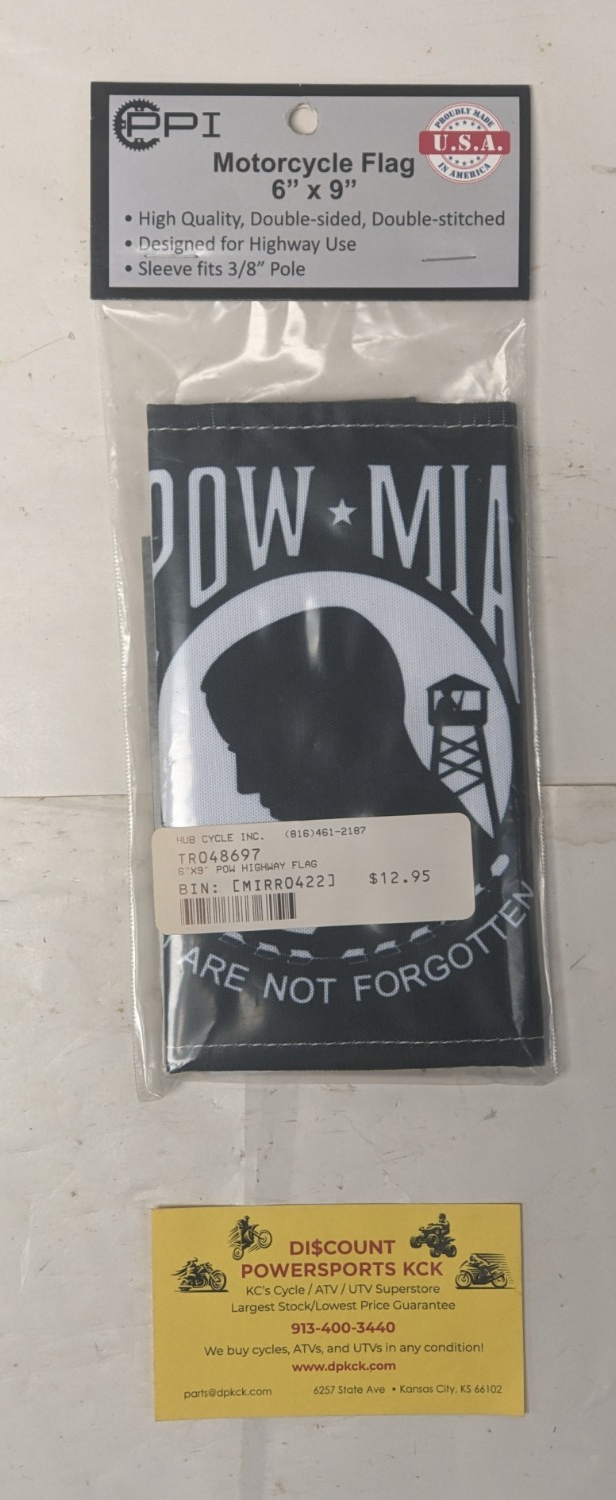 PPI
PROUDLY MADE
U.S.A.
IN AMERICA
Motorcycle Flag
6” x 9”
• High Quality, Double-sided, Double-stitched
• Designed for Highway Use
• Sleeve fits 3/8” Pole
POW ★ MIA
HUB CYCLE INC. (816)461-2187
TRO48697
6"X9" POW HIGHWAY FLAG
BIN: [MIRRO422] $12.95
ARE NOT FORGOTTEN
DI$COUNT
POWERSPORTS KCK
KC's Cycle / ATV / UTV Superstore
Largest Stock/Lowest Price Guarantee
913-400-3440
We buy cycles, ATVs, and UTVs in any condition!
www.dpkck.com
parts@dpkck.com 6257 State Ave • Kansas City, KS 66102